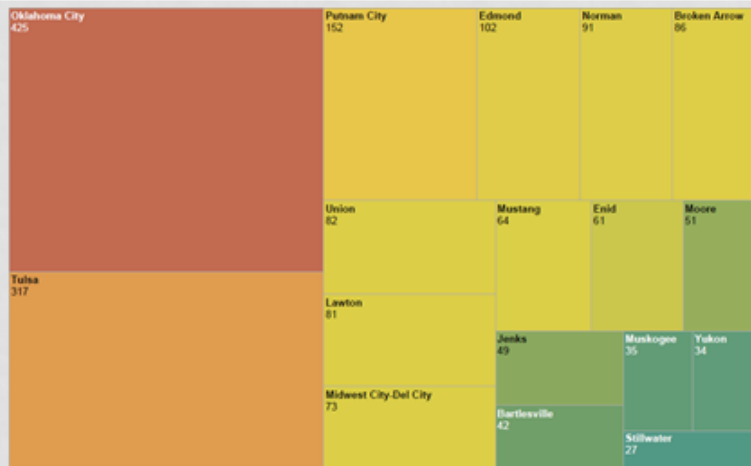 Oklahoma City
425
Putnam City
152
Edmond
102
Norman
91
Broken Arrow
86
Union
82
Mustang
64
Enid
61
Moore
51
Tulsa
317
Lawton
81
Jenks
49
Muskogee
35
Yukon
34
Midwest City-Del City
73
Bartlesville
42
Stillwater
27